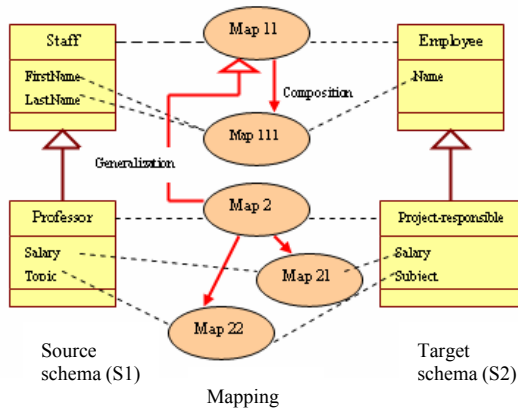 Staff
Map 11
Employee
FirstName
LastName
Name
Composition
Map 111
Generalization
Professor
Map 2
Project-responsible
Salary
Topic
Map 21
Salary
Subject
Map 22
Source
schema (S1)
Target
schema (S2)
Mapping